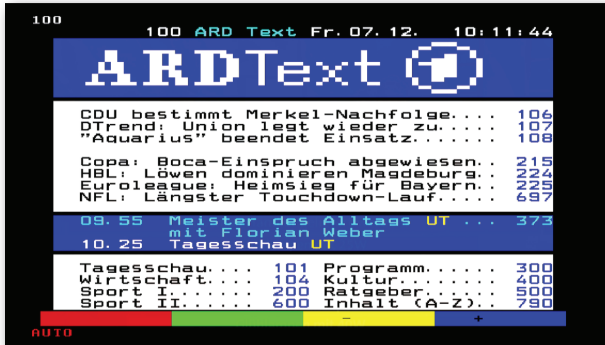 100
100 ARD Text Fr. 07. 12. 10:11:44
ARDText 1
CDU bestimmt Merkel-Nachfolge.... 106
DTrend: Union legt wieder zu..... 107
"Aquarius" beendet Einsatz....... 108
Copa: Boca-Einspruch abgewiesen.. 215
HBL: Löwen dominieren Magdeburg.. 224
Euroleague: Heimsieg für Bayern.. 225
NFL: Längster Touchdown-Lauf..... 697
09.55 Meister des Alltags UT ... 373
mit Florian Weber
10.25 Tagesschau UT
Tagesschau.... 101 Programm...... 300
Wirtschaft.... 104 Kultur........ 400
Sport I....... 200 Ratgeber...... 500
Sport II...... 600 Inhalt (A-Z).. 790
- +
AUTO